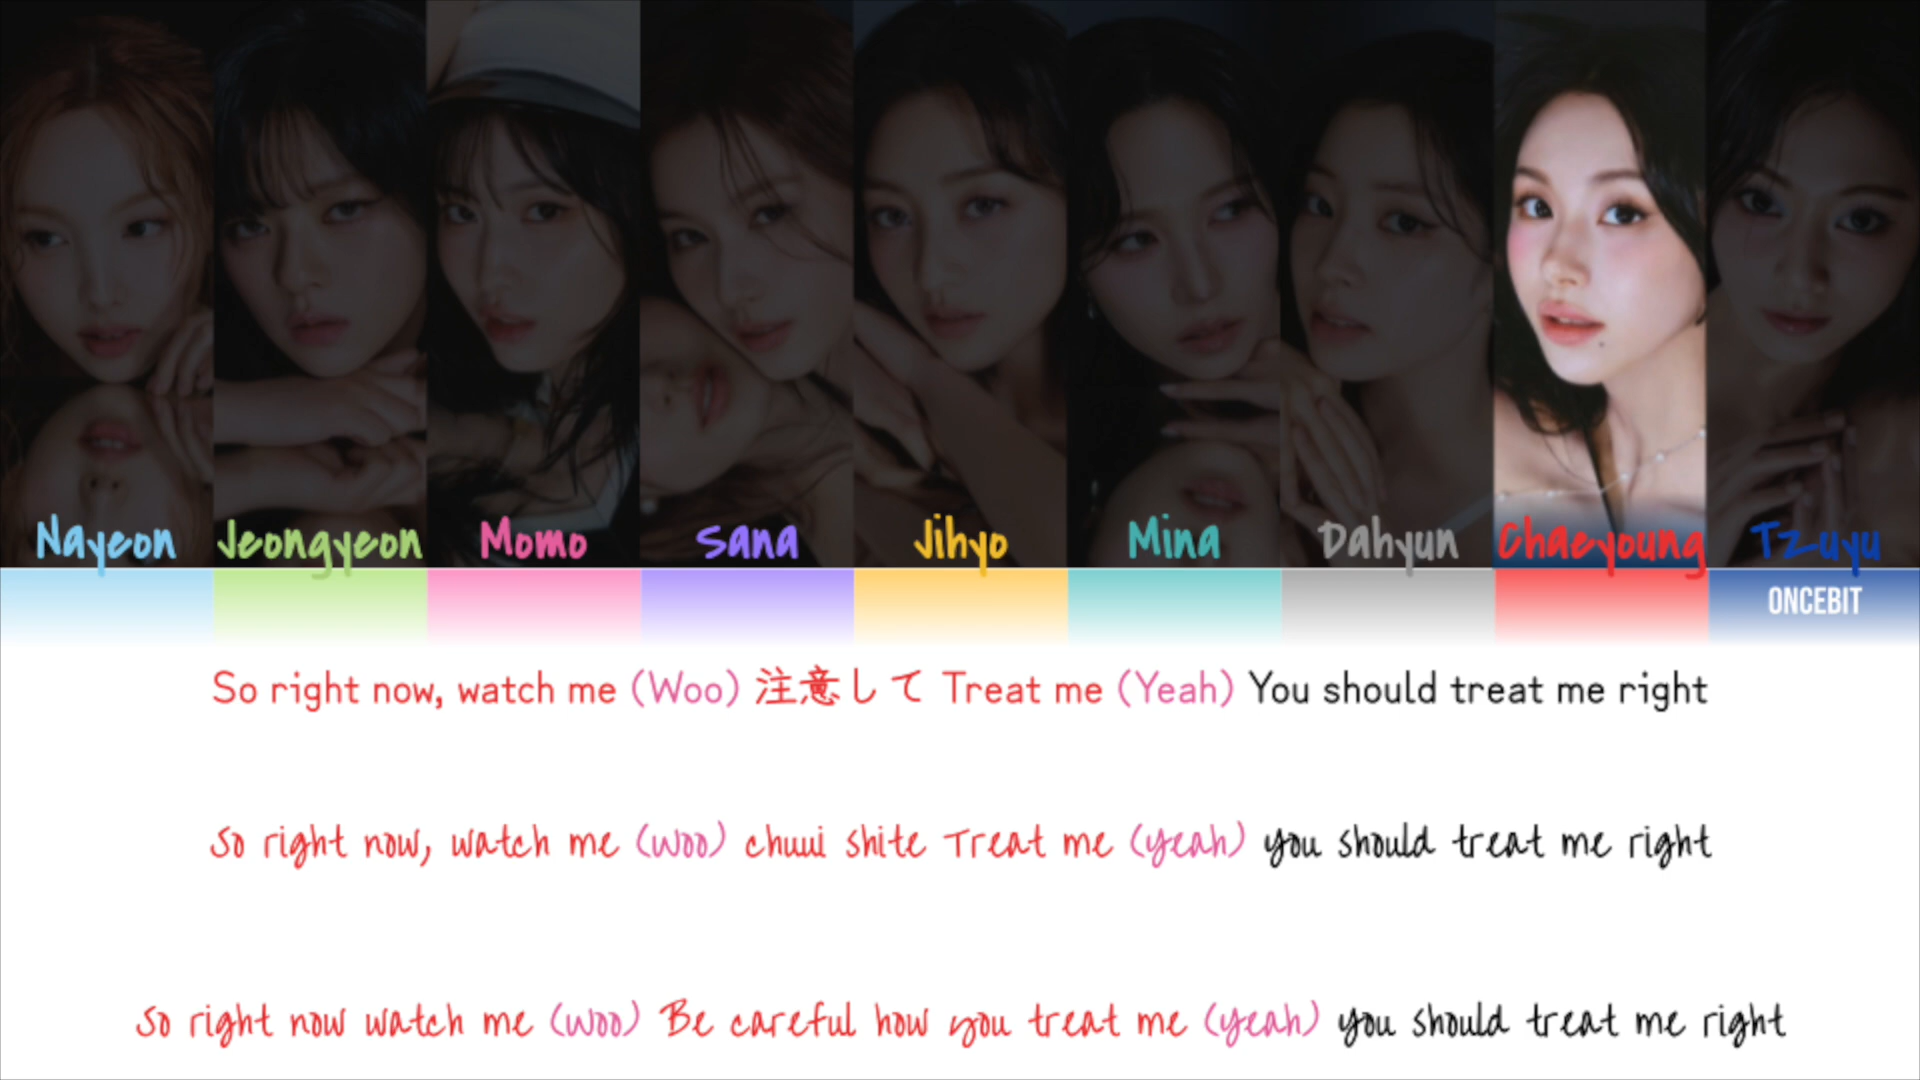 Nayeon Jeongyeon Momo Sana Jihyo Mina Dahyun Chaeyoung Tzuyu
ONCEBIT
So right now, watch me (Woo) 注意して Treat me (Yeah) You should treat me right
So right now, watch me (Woo) chuui shite Treat me (Yeah) You should treat me right
So right now watch me (Woo) Be careful how you treat me (Yeah) You should treat me right